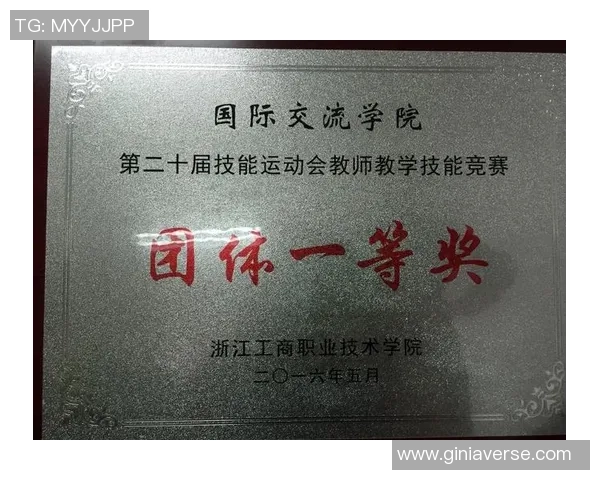 TG: MYYJJPP
国际交流学院
第二十届技能运动会教师教学技能竞赛
团体一等奖
浙江工商职业技术学院
二〇一六年五月
www.giniaverse.com